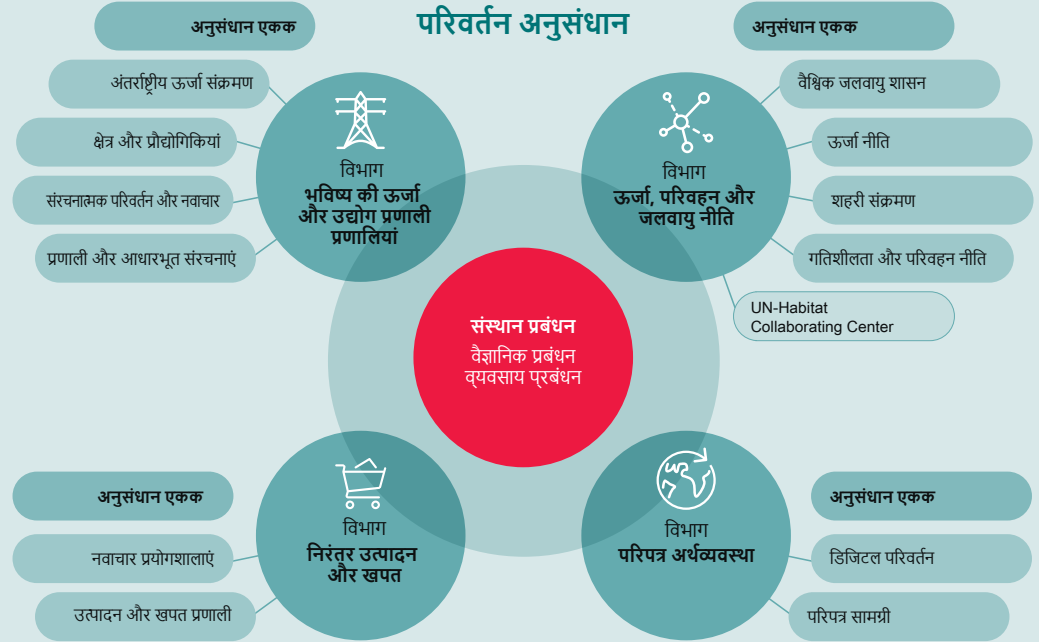 परिवर्तन अनुसंधान
अनुसंधान एकक
अंतर्राष्ट्रीय ऊर्जा संक्रमण
क्षेत्र और प्रौद्योगिकियां
संरचनात्मक परिवर्तन और नवाचार
प्रणाली और आधारभूत संरचनाएं
विभाग
भविष्य की ऊर्जा
और उद्योग प्रणाली
प्रणालियां
अनुसंधान एकक
वैश्विक जलवायु शासन
ऊर्जा नीति
शहरी संक्रमण
गतिशीलता और परिवहन नीति
UN-Habitat
Collaborating Center
विभाग
ऊर्जा, परिवहन और
जलवायु नीति
संस्थान प्रबंधन
वैज्ञानिक प्रबंधन
व्यवसाय प्रबंधन
अनुसंधान एकक
नवाचार प्रयोगशालाएं
उत्पादन और खपत प्रणाली
विभाग
निरंतर उत्पादन
और खपत
विभाग
परिपत्र अर्थव्यवस्था
अनुसंधान एकक
डिजिटल परिवर्तन
परिपत्र सामग्री